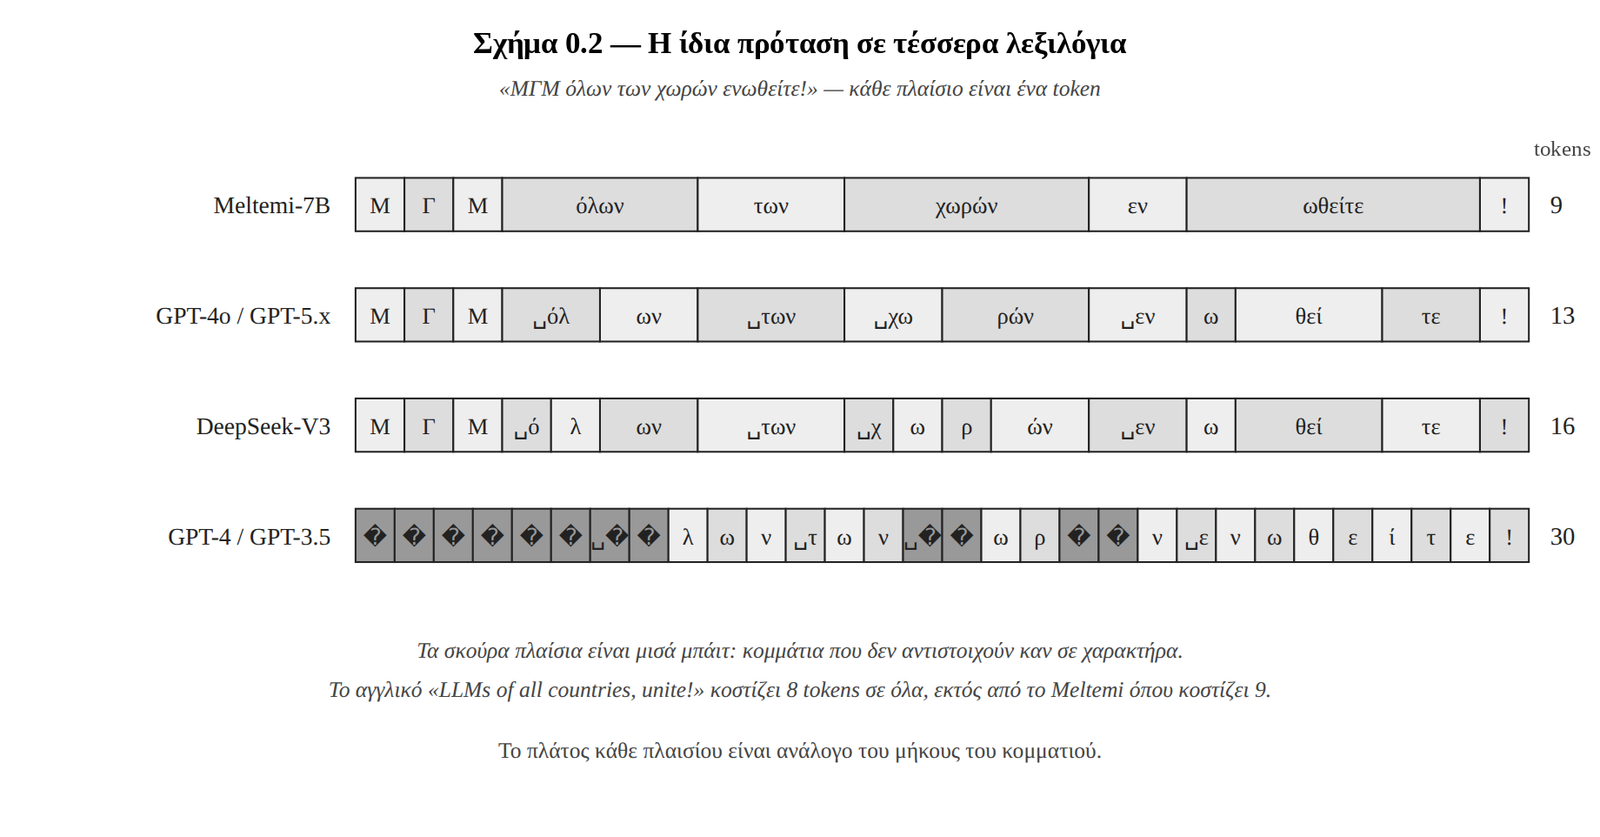 Σχήμα 0.2 — Η ίδια πρόταση σε τέσσερα λεξιλόγια
«ΜΓΜ όλων των χωρών ενωθείτε!» — κάθε πλαίσιο είναι ένα token
tokens
Meltemi-7B Μ Γ Μ όλων των χωρών εν ωθείτε ! 9
GPT-4o / GPT-5.x Μ Γ Μ ␣όλ ων ␣των ␣χω ρών ␣εν ω θεί τε ! 13
DeepSeek-V3 Μ Γ Μ ␣ό λ ων ␣των ␣χ ω ρ ών ␣εν ω θεί τε ! 16
GPT-4 / GPT-3.5 � � � � � � ␣� � λ ω ν ␣τ ω ν ␣� � ω ρ � � ν ␣ε ν ω θ ε ί τ ε ! 30
Τα σκούρα πλαίσια είναι μισά μπάιτ: κομμάτια που δεν αντιστοιχούν καν σε χαρακτήρα.
Το αγγλικό «LLMs of all countries, unite!» κοστίζει 8 tokens σε όλα, εκτός από το Meltemi όπου κοστίζει 9.
Το πλάτος κάθε πλαισίου είναι ανάλογο του μήκους του κομματιού.